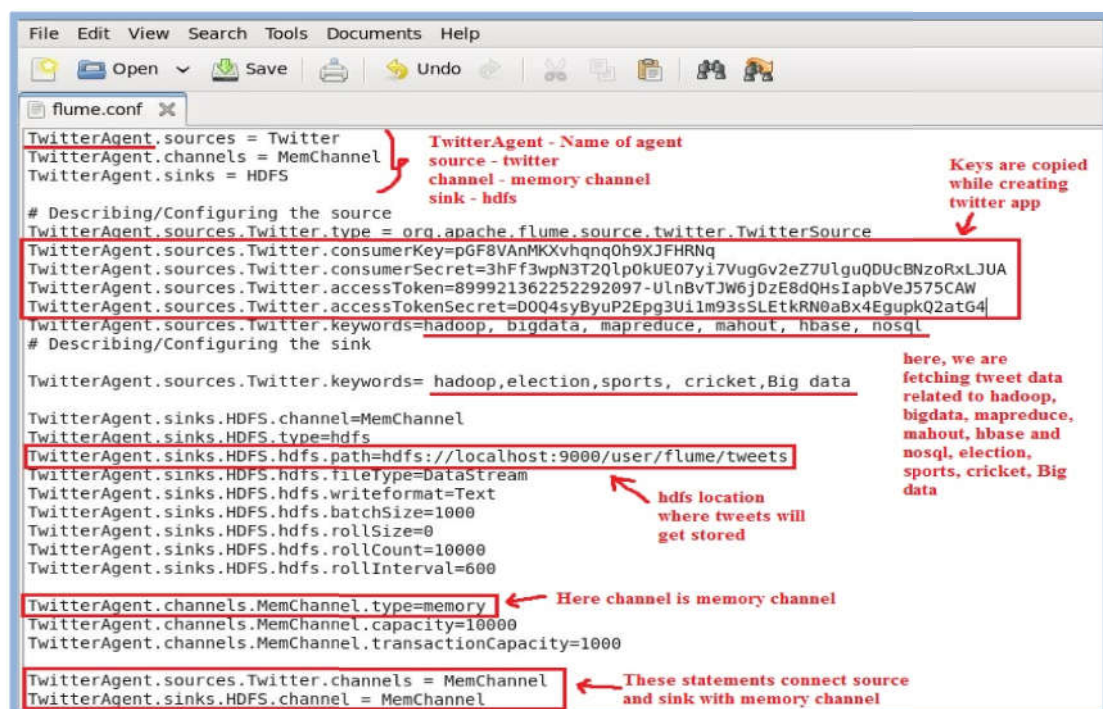 File Edit View Search Tools Documents Help
Open Save Undo
flume.conf
TwitterAgent.sources = Twitter
TwitterAgent.channels = MemChannel
TwitterAgent.sinks = HDFS
TwitterAgent - Name of agent
source - twitter
channel - memory channel
sink - hdfs
Keys are copied
while creating
twitter app
# Describing/Configuring the source
TwitterAgent.sources.Twitter.type = org.apache.flume.source.twitter.TwitterSource
TwitterAgent.sources.Twitter.consumerKey=pGF8VAnMKXvhqnqOh9XJFHRNq
TwitterAgent.sources.Twitter.consumerSecret=3hFf3wpN3T2QlpOkUEO7yi7VugGv2eZ7UlguQDUcBNzoRxLJUA
TwitterAgent.sources.Twitter.accessToken=899921362252292097-UlnBvTJW6jDzE8dQHsIapbVeJ575CAW
TwitterAgent.sources.Twitter.accessTokenSecret=DOQ4syByuP2Epg3Ui1m93sSLEtkRN0aBx4EgupkQ2atG4
TwitterAgent.sources.Twitter.keywords=hadoop, bigdata, mapreduce, mahout, hbase, nosql
# Describing/Configuring the sink
TwitterAgent.sources.Twitter.keywords= hadoop,election,sports, cricket,Big data
here, we are
fetching tweet data
related to hadoop,
bigdata, mapreduce,
mahout, hbase and
nosql, election,
sports, cricket, Big
data
TwitterAgent.sinks.HDFS.channel=MemChannel
TwitterAgent.sinks.HDFS.type=hdfs
TwitterAgent.sinks.HDFS.hdfs.path=hdfs://localhost:9000/user/flume/tweets
TwitterAgent.sinks.HDFS.hdfs.fileType=DataStream
TwitterAgent.sinks.HDFS.hdfs.writeformat=Text
TwitterAgent.sinks.HDFS.hdfs.batchSize=1000
TwitterAgent.sinks.HDFS.hdfs.rollSize=0
TwitterAgent.sinks.HDFS.hdfs.rollCount=10000
TwitterAgent.sinks.HDFS.hdfs.rollInterval=600
hdfs location
where tweets will
get stored
TwitterAgent.channels.MemChannel.type=memory
Here channel is memory channel
TwitterAgent.channels.MemChannel.capacity=10000
TwitterAgent.channels.MemChannel.transactionCapacity=1000
TwitterAgent.sources.Twitter.channels = MemChannel
TwitterAgent.sinks.HDFS.channel = MemChannel
These statements connect source
and sink with memory channel